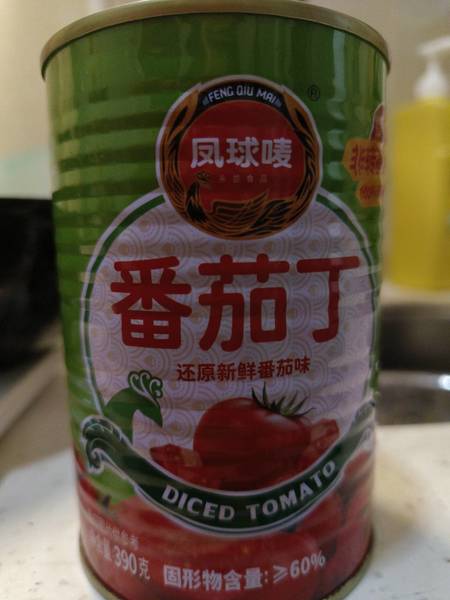 FENG QIU MAI
®
凤球唛
番茄丁
还原新鲜番茄味
DICED TOMATO
390克
固形物含量:≥60%